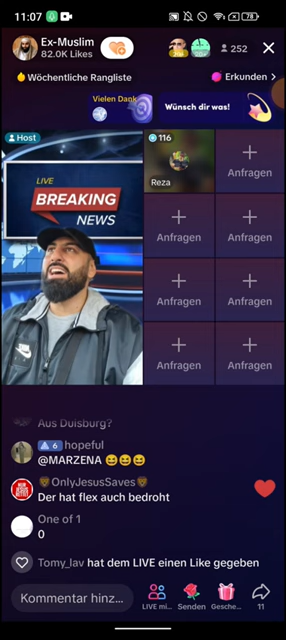 11:07
78
Ex-Muslim
82.0K Likes
252
Wöchentliche Rangliste
Erkunden >
Vielen Dank
Wünsch dir was!
Host
116
LIVE
BREAKING
NEWS
Reza
Anfragen
Anfragen
Anfragen
Anfragen
Anfragen
Anfragen
Anfragen
Aus Duisburg?
6 hopeful
@MARZENA 😆😆😆
🦁OnlyJesusSaves🦁
Der hat flex auch bedroht
One of 1
0
Tomy_lav hat dem LIVE einen Like gegeben
Kommentar hinz...
LIVE mi...
Senden
Gesche...
11